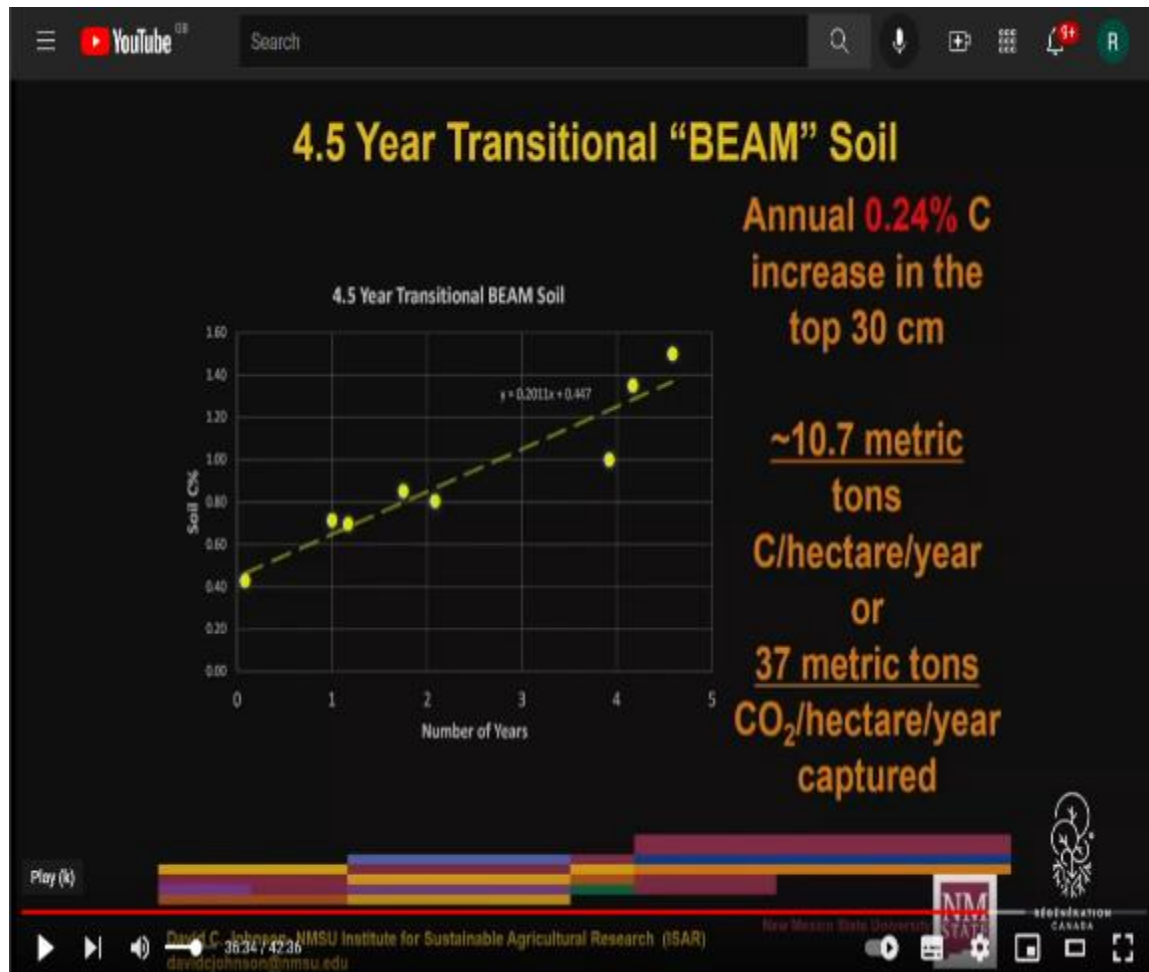 YouTube GB
Search
9+
R
4.5 Year Transitional “BEAM” Soil
Annual 0.24% C
increase in the
top 30 cm
~10.7 metric
tons
C/hectare/year
or
37 metric tons
CO₂/hectare/year
captured
4.5 Year Transitional BEAM Soil
1.60
1.40
1.20
1.00
0.80
0.60
0.40
0.20
0.00
Soil C%
y = 0.2011x + 0.447
0 1 2 3 4 5
Number of Years
Play (k)
NM
STATE
RÉGÉNÉRATION
CANADA
New Mexico State University
David C. Johnson- NMSU Institute for Sustainable Agricultural Research (ISAR)
36:34 / 42:36
davidcjohnson@nmsu.edu